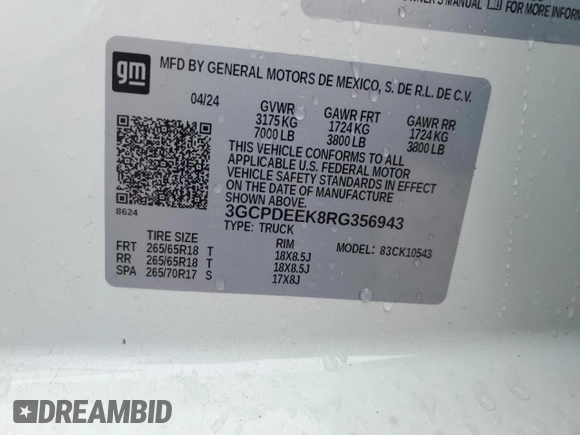 OWNER'S MANUAL
FOR MORE INFORM
gm
MFD BY GENERAL MOTORS DE MEXICO, S. DE R.L. DE C.V.
04/24 GVWR GAWR FRT GAWR RR
3175 KG 1724 KG 1724 KG
7000 LB 3800 LB 3800 LB
THIS VEHICLE CONFORMS TO ALL
APPLICABLE U.S. FEDERAL MOTOR
VEHICLE SAFETY STANDARDS IN EFFECT
ON THE DATE OF MANUFACTURE
SHOWN ABOVE.
8624
3GCPDEEK8RG356943
TYPE: TRUCK
MODEL: 83CK10543
TIRE SIZE RIM
FRT 265/65R18 T 18X8.5J
RR 265/65R18 T 18X8.5J
SPA 265/70R17 S 17X8J
DREAMBID